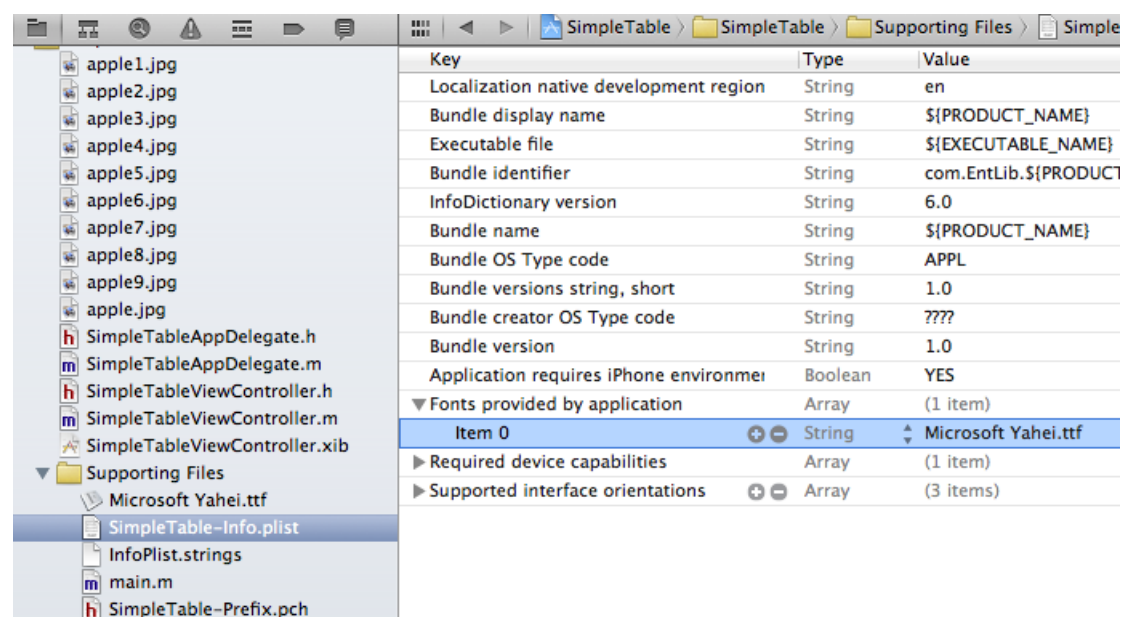 SimpleTable 〉 SimpleTable 〉 Supporting Files 〉 Simple
apple1.jpg
apple2.jpg
apple3.jpg
apple4.jpg
apple5.jpg
apple6.jpg
apple7.jpg
apple8.jpg
apple9.jpg
apple.jpg
h SimpleTableAppDelegate.h
m SimpleTableAppDelegate.m
h SimpleTableViewController.h
m SimpleTableViewController.m
SimpleTableViewController.xib
Supporting Files
Microsoft Yahei.ttf
SimpleTable-Info.plist
InfoPlist.strings
m main.m
h SimpleTable-Prefix.pch
Key Type Value
Localization native development region String en
Bundle display name String ${PRODUCT_NAME}
Executable file String ${EXECUTABLE_NAME}
Bundle identifier String com.EntLib.${PRODUCT
InfoDictionary version String 6.0
Bundle name String ${PRODUCT_NAME}
Bundle OS Type code String APPL
Bundle versions string, short String 1.0
Bundle creator OS Type code String ????
Bundle version String 1.0
Application requires iPhone environmer Boolean YES
Fonts provided by application Array (1 item)
Item 0 String Microsoft Yahei.ttf
Required device capabilities Array (1 item)
Supported interface orientations Array (3 items)